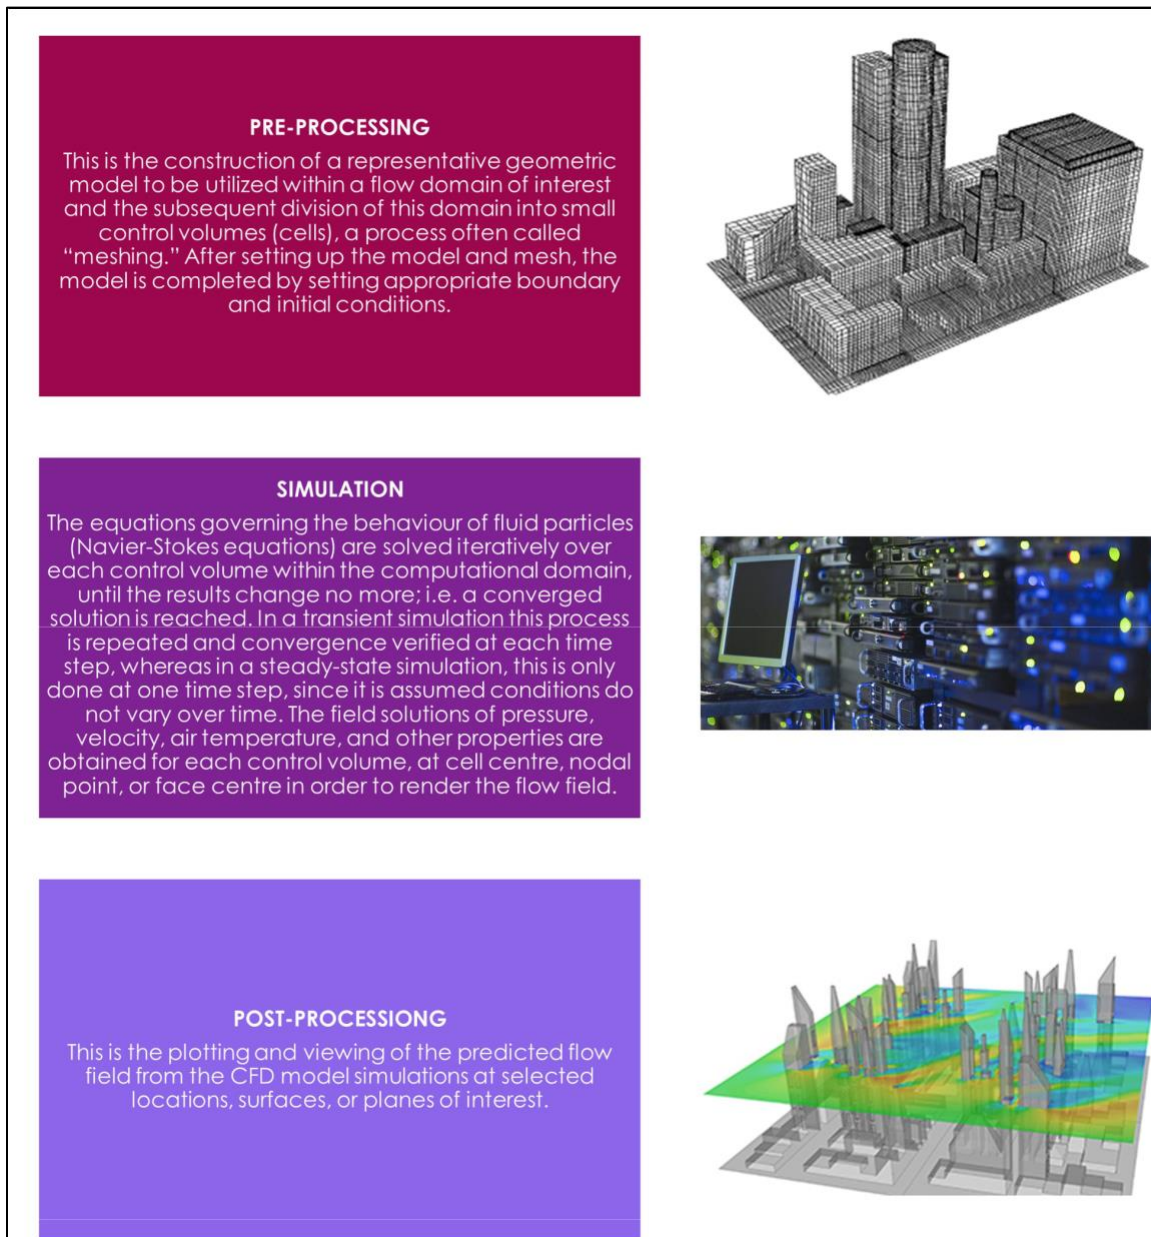 PRE-PROCESSING
This is the construction of a representative geometric
model to be utilized within a flow domain of interest
and the subsequent division of this domain into small
control volumes (cells), a process often called
“meshing.” After setting up the model and mesh, the
model is completed by setting appropriate boundary
and initial conditions.
SIMULATION
The equations governing the behaviour of fluid particles
(Navier-Stokes equations) are solved iteratively over
each control volume within the computational domain,
until the results change no more; i.e. a converged
solution is reached. In a transient simulation this process
is repeated and convergence verified at each time
step, whereas in a steady-state simulation, this is only
done at one time step, since it is assumed conditions do
not vary over time. The field solutions of pressure,
velocity, air temperature, and other properties are
obtained for each control volume, at cell centre, nodal
point, or face centre in order to render the flow field.
POST-PROCESSIONG
This is the plotting and viewing of the predicted flow
field from the CFD model simulations at selected
locations, surfaces, or planes of interest.